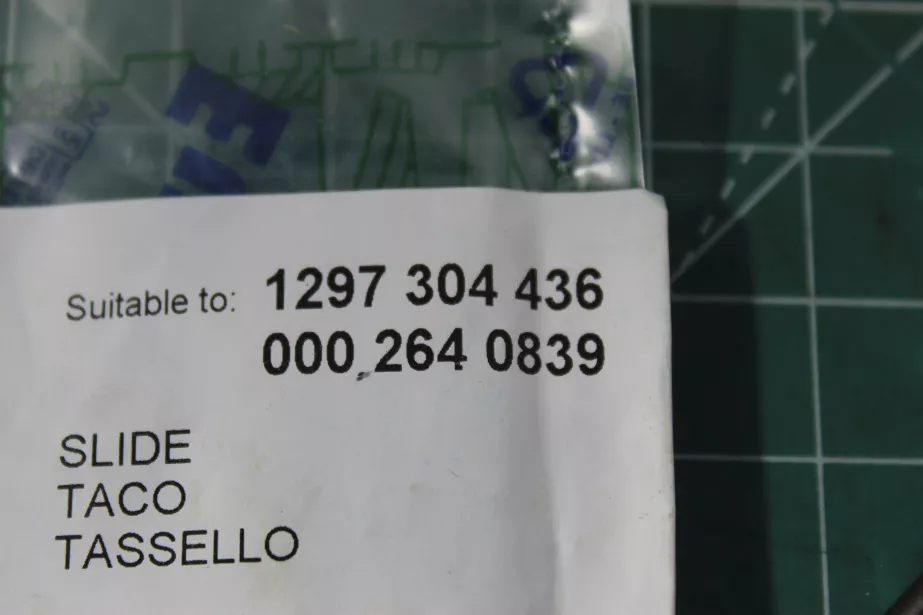 Suitable to: 1297 304 436
000 264 0839
SLIDE
TACO
TASSELLO